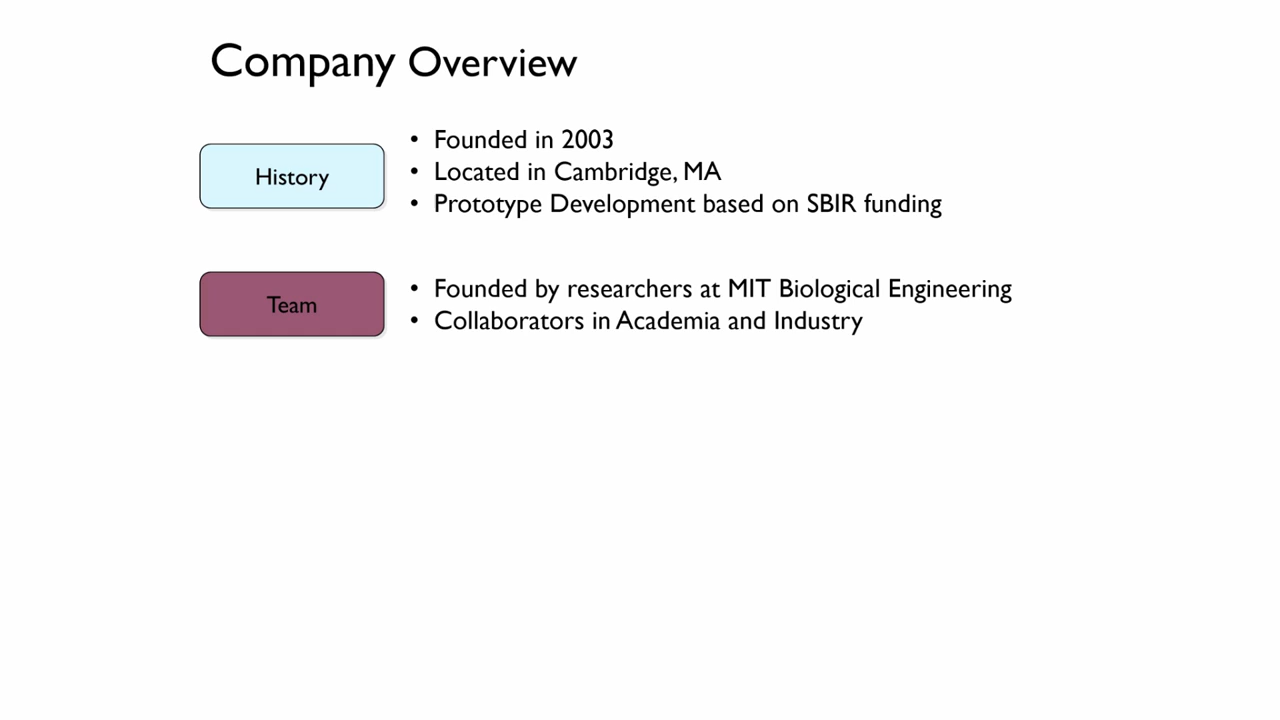 Company Overview
History
• Founded in 2003
• Located in Cambridge, MA
• Prototype Development based on SBIR funding
Team
• Founded by researchers at MIT Biological Engineering
• Collaborators in Academia and Industry